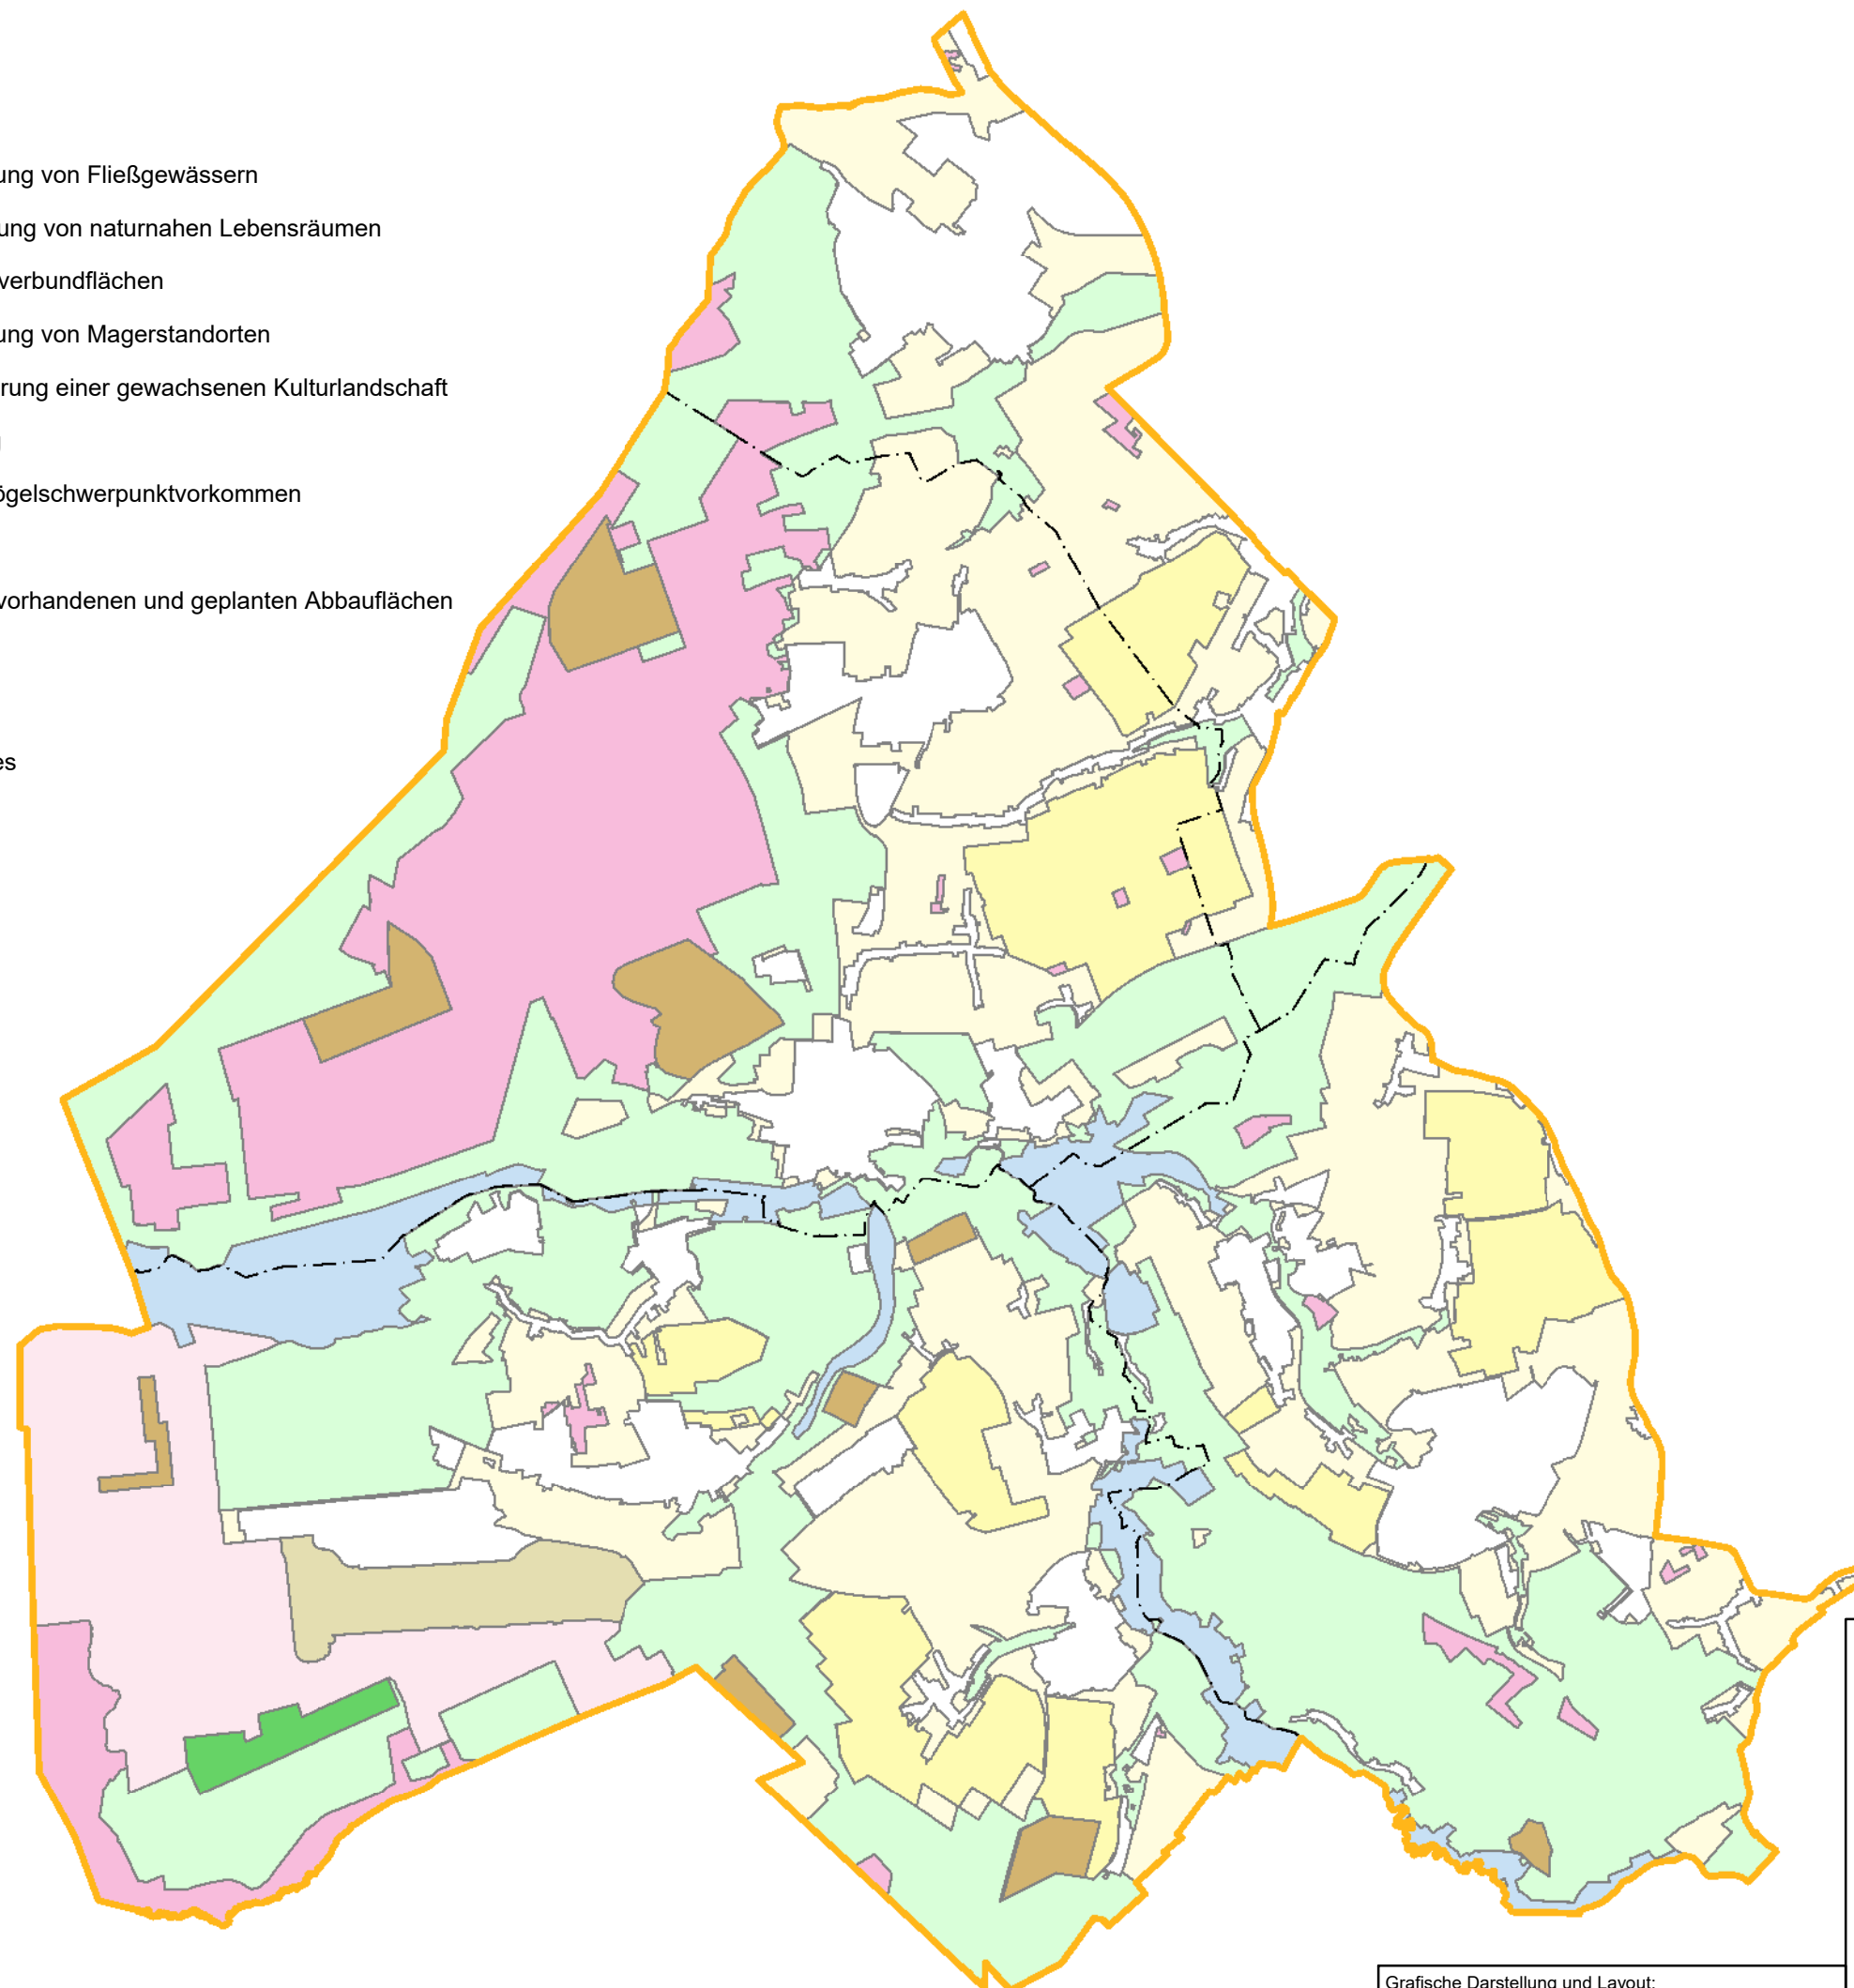 ung von Fließgewässern
ung von naturnahen Lebensräumen
verbundflächen
ung von Magerstandorten
rung einer gewachsenen Kulturlandschaft
ögelschwerpunktvorkommen
vorhandenen und geplanten Abbauflächen
es
Grafische Darstellung und Layout: